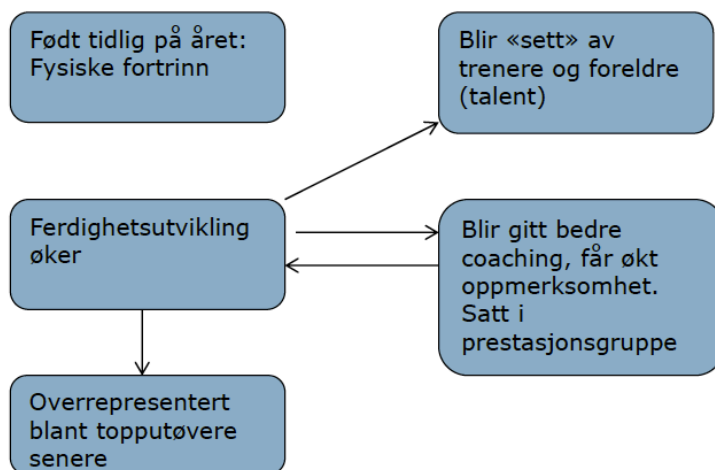 Født tidlig på året:
Fysiske fortrinn
Blir «sett» av
trenere og foreldre
(talent)
Ferdighetsutvikling
øker
Blir gitt bedre
coaching, får økt
oppmerksomhet.
Satt i
prestasjonsgruppe
Overrepresentert
blant topputøvere
senere